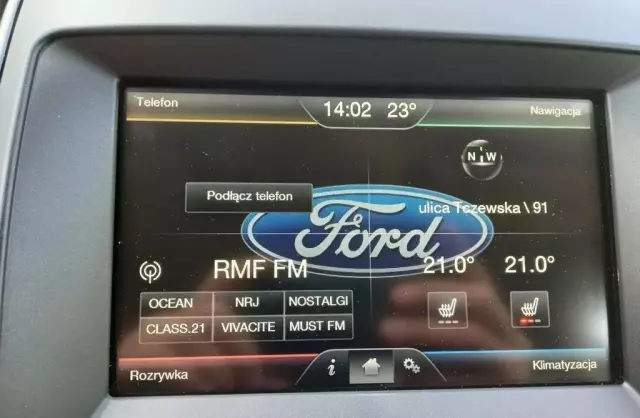 Telefon
14:02 23°
Nawigacja
N W
Podłącz telefon
ulica Tczewska \ 91
Ford
RMF FM
21.0° 21.0°
OCEAN NRJ NOSTALGI
CLASS.21 VIVACITE MUST FM
Rozrywka
i
Klimatyzacja